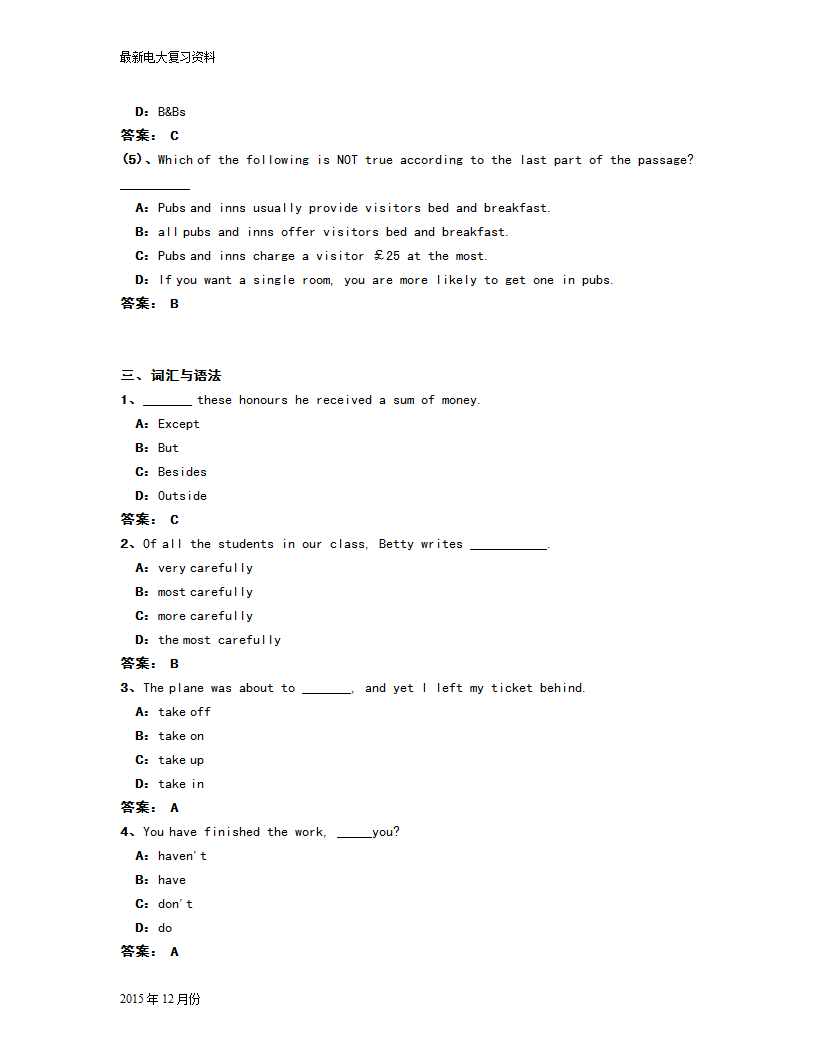 最新电大复习资料
D：B&Bs
答案： C
(5)、Which of the following is NOT true according to the last part of the passage?
__________
A：Pubs and inns usually provide visitors bed and breakfast.
B：all pubs and inns offer visitors bed and breakfast.
C：Pubs and inns charge a visitor ￡25 at the most.
D：If you want a single room, you are more likely to get one in pubs.
答案： B
三、词汇与语法
1、_______ these honours he received a sum of money.
A：Except
B：But
C：Besides
D：Outside
答案： C
2、Of all the students in our class, Betty writes ___________.
A：very carefully
B：most carefully
C：more carefully
D：the most carefully
答案： B
3、The plane was about to _______, and yet I left my ticket behind.
A：take off
B：take on
C：take up
D：take in
答案： A
4、You have finished the work, _____you?
A：haven't
B：have
C：don't
D：do
答案： A
2015 年 12 月份